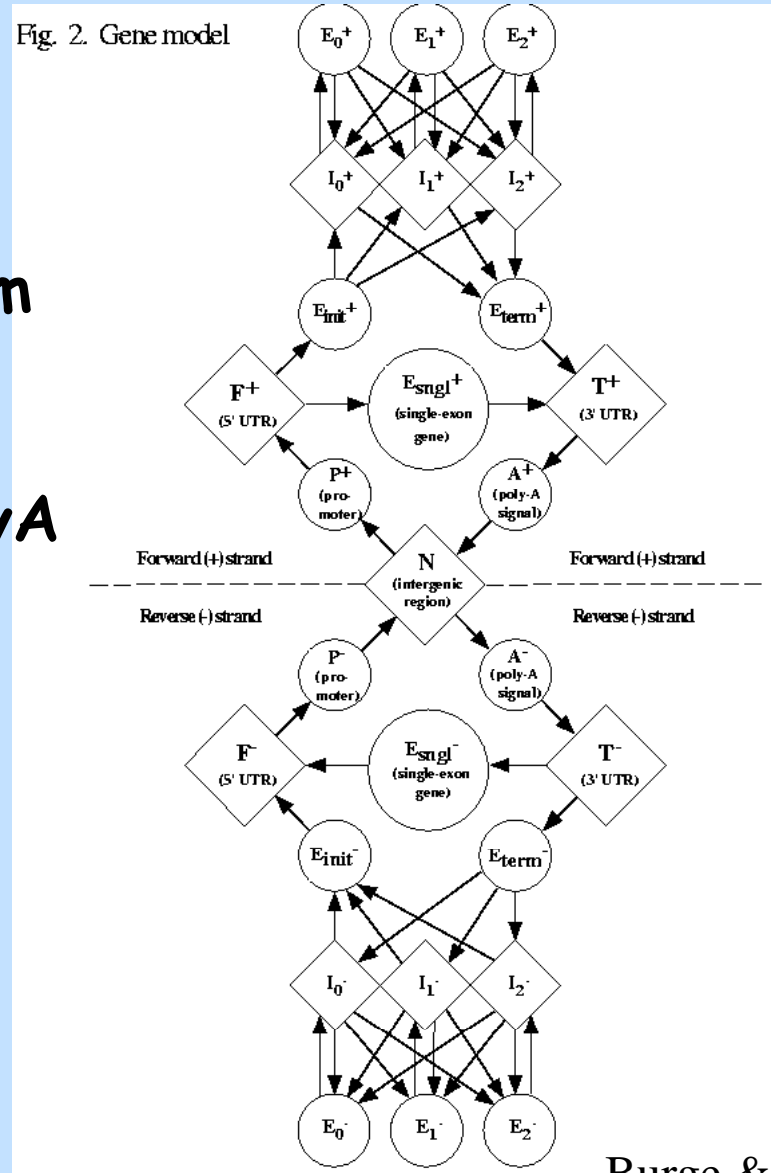 Fig. 2. Gene model
E0+ E1+ E2+
I0+ I1+ I2+
Einit+ Eterm+
F+
(5' UTR)
Esngl+
(single-exon
gene)
T+
(3' UTR)
P+
(pro-
moter)
A+
(poly-A
signal)
Forward (+) strand
N
(intergenic
region)
Forward (+) strand
Reverse (-) strand
Reverse (-) strand
P-
(pro-
moter)
A-
(poly-A
signal)
F-
(5' UTR)
Esngl-
(single-exon
gene)
T-
(3' UTR)
Einit- Eterm-
I0- I1- I2-
E0- E1- E2-
Burge &